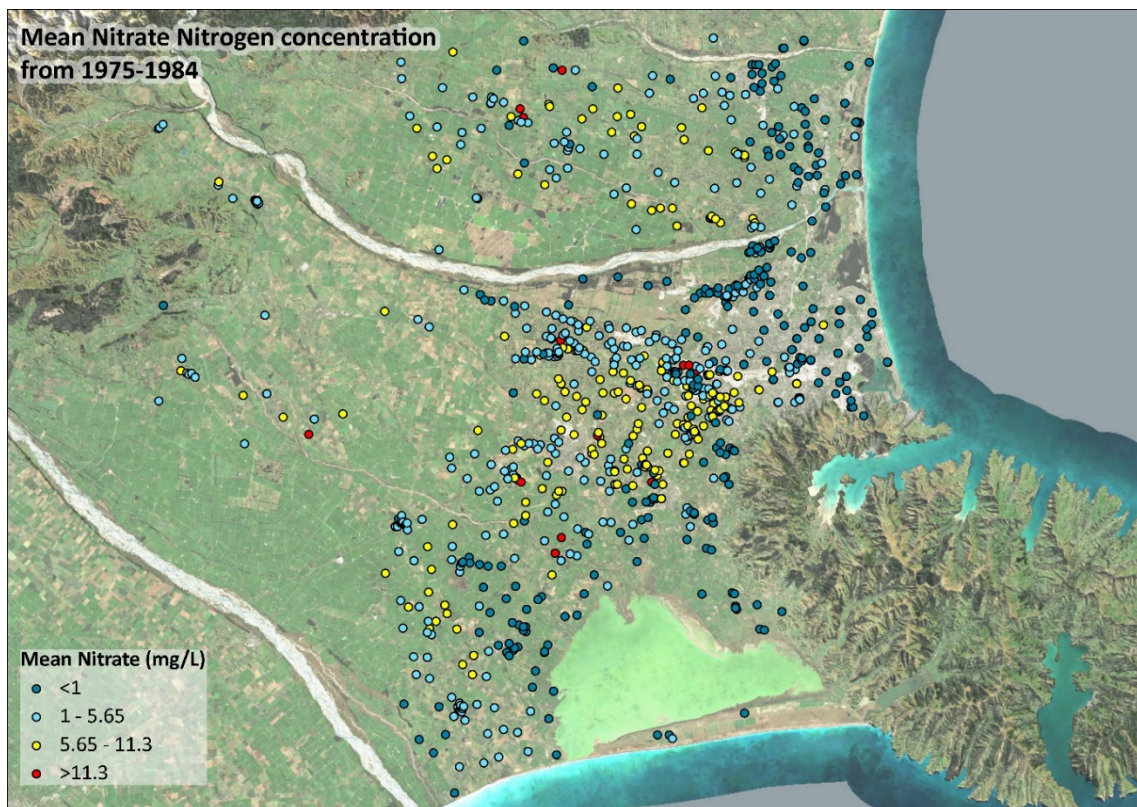 Mean Nitrate Nitrogen concentration
from 1975-1984
Mean Nitrate (mg/L)
<1
1 - 5.65
5.65 - 11.3
>11.3